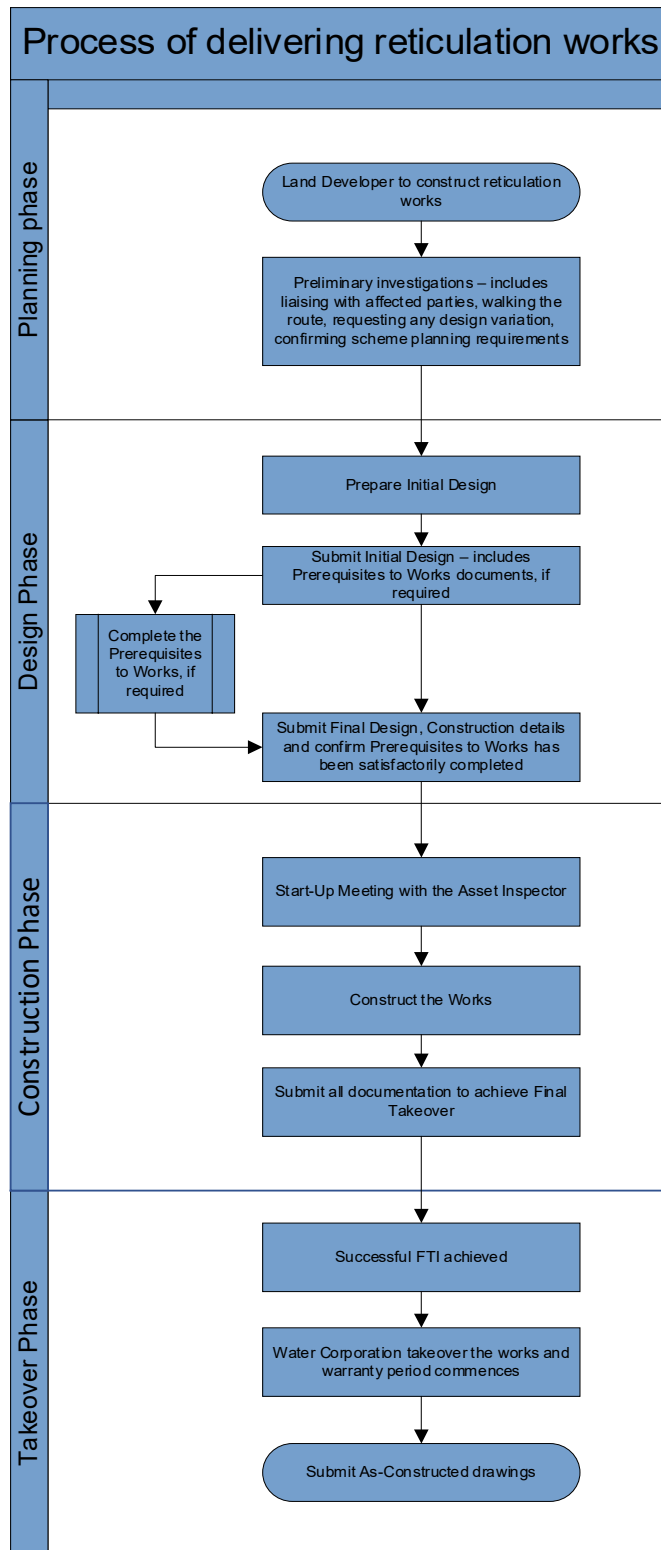 Process of delivering reticulation works
Planning phase
Land Developer to construct reticulation
works
Preliminary investigations – includes
liaising with affected parties, walking the
route, requesting any design variation,
confirming scheme planning requirements
Design Phase
Prepare Initial Design
Submit Initial Design – includes
Prerequisites to Works documents, if
required
Complete the
Prerequisites
to Works, if
required
Submit Final Design, Construction details
and confirm Prerequisites to Works has
been satisfactorily completed
Construction Phase
Start-Up Meeting with the Asset Inspector
Construct the Works
Submit all documentation to achieve Final
Takeover
Takeover Phase
Successful FTI achieved
Water Corporation takeover the works and
warranty period commences
Submit As-Constructed drawings